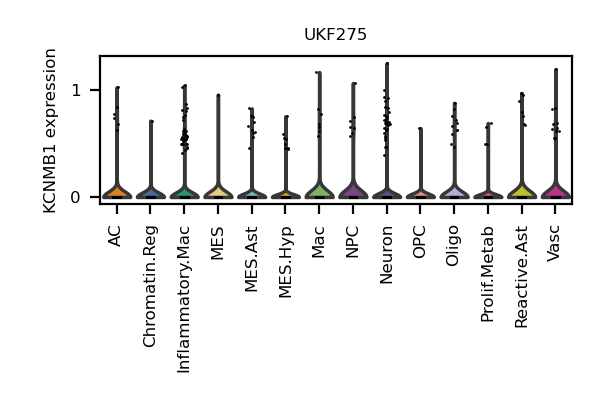 UKF275
KCNMB1 expression
1
0
AC
Chromatin.Reg
Inflammatory.Mac
MES
MES.Ast
MES.Hyp
Mac
NPC
Neuron
OPC
Oligo
Prolif.Metab
Reactive.Ast
Vasc